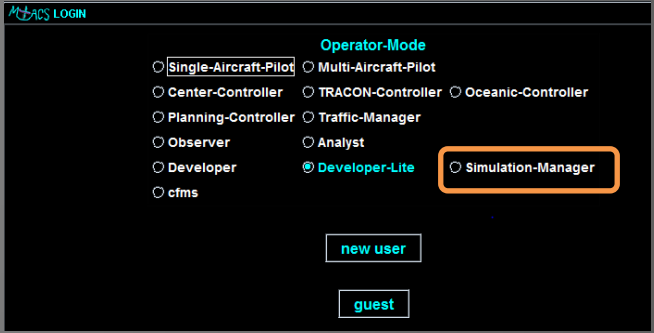 MACS LOGIN
Operator-Mode
Single-Aircraft-Pilot Multi-Aircraft-Pilot
Center-Controller TRACON-Controller Oceanic-Controller
Planning-Controller Traffic-Manager
Observer Analyst
Developer Developer-Lite Simulation-Manager
cfms
new user
guest